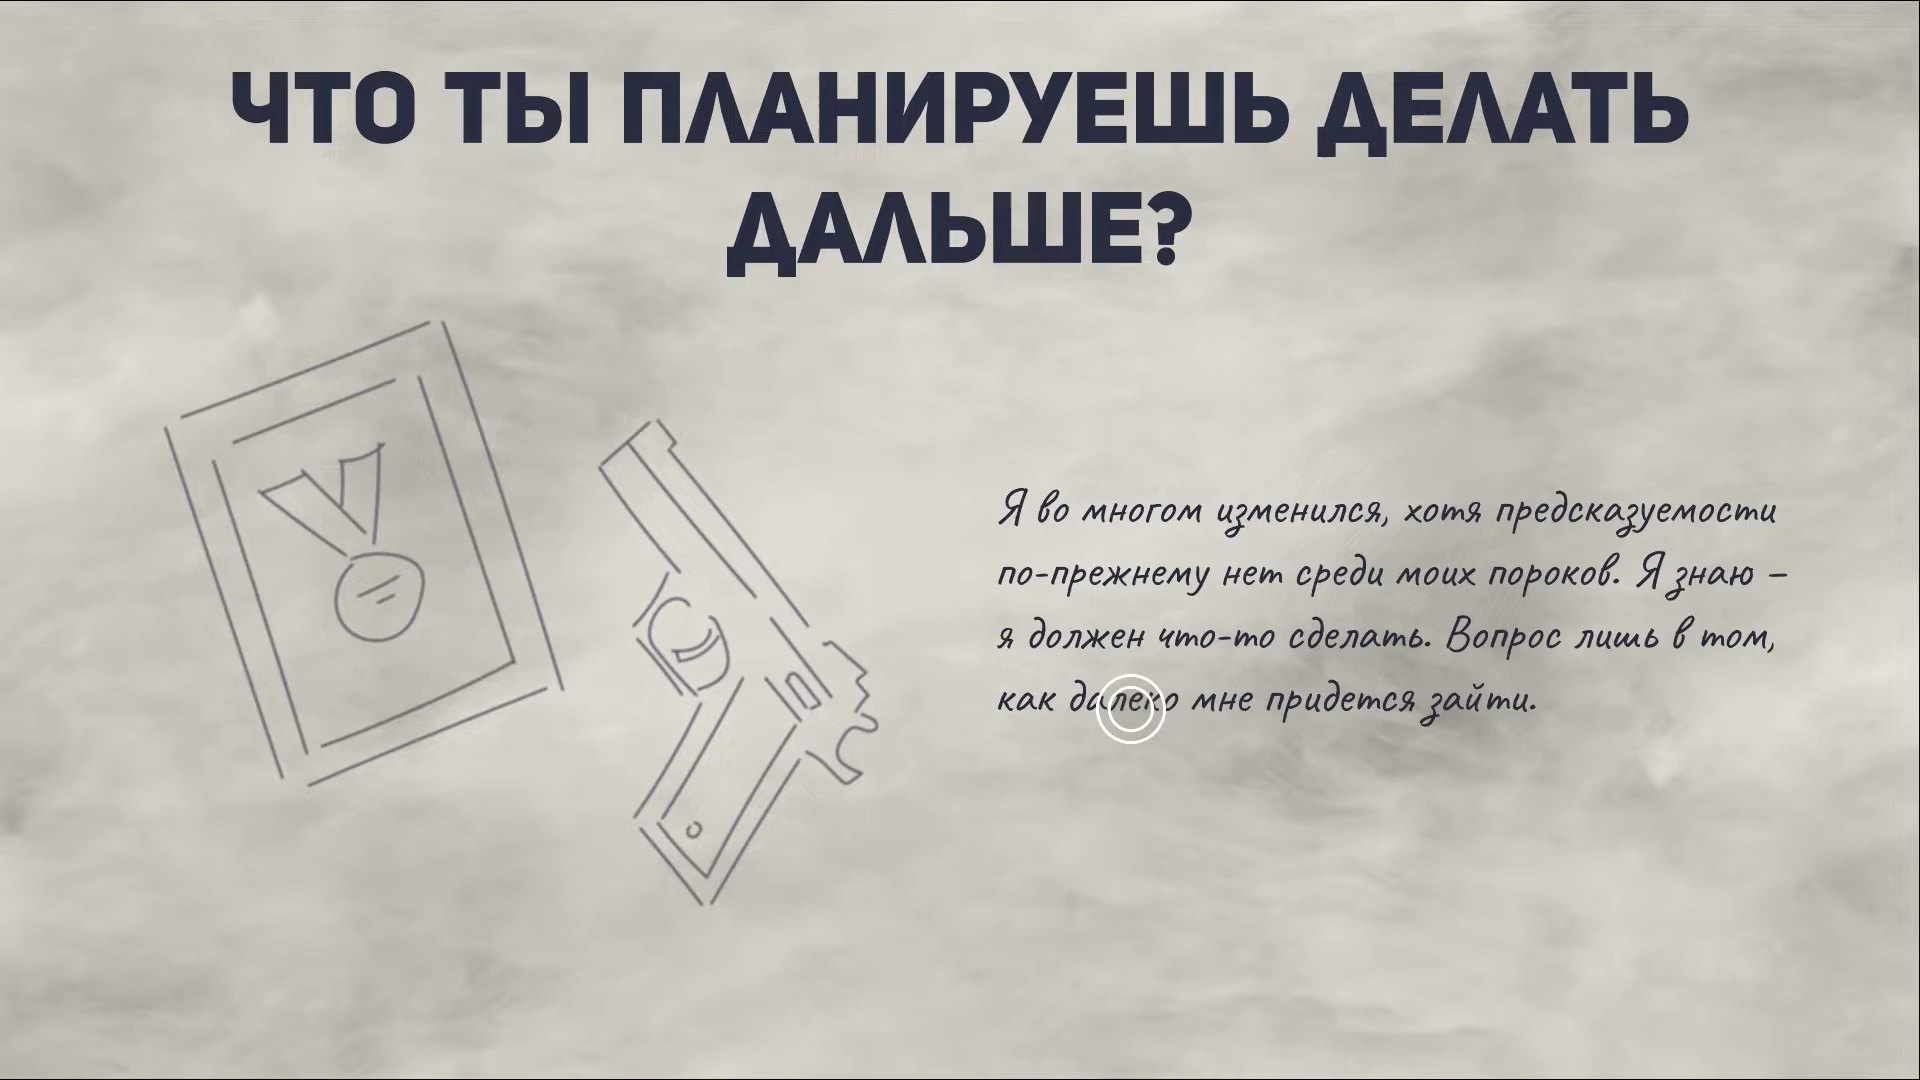 ЧТО ТЫ ПЛАНИРУЕШЬ ДЕЛАТЬ
ДАЛЬШЕ?
Я во многом изменился, хотя предсказуемости
по-прежнему нет среди моих пороков. Я знаю –
я должен что-то сделать. Вопрос лишь в том,
как далеко мне придется зайти.